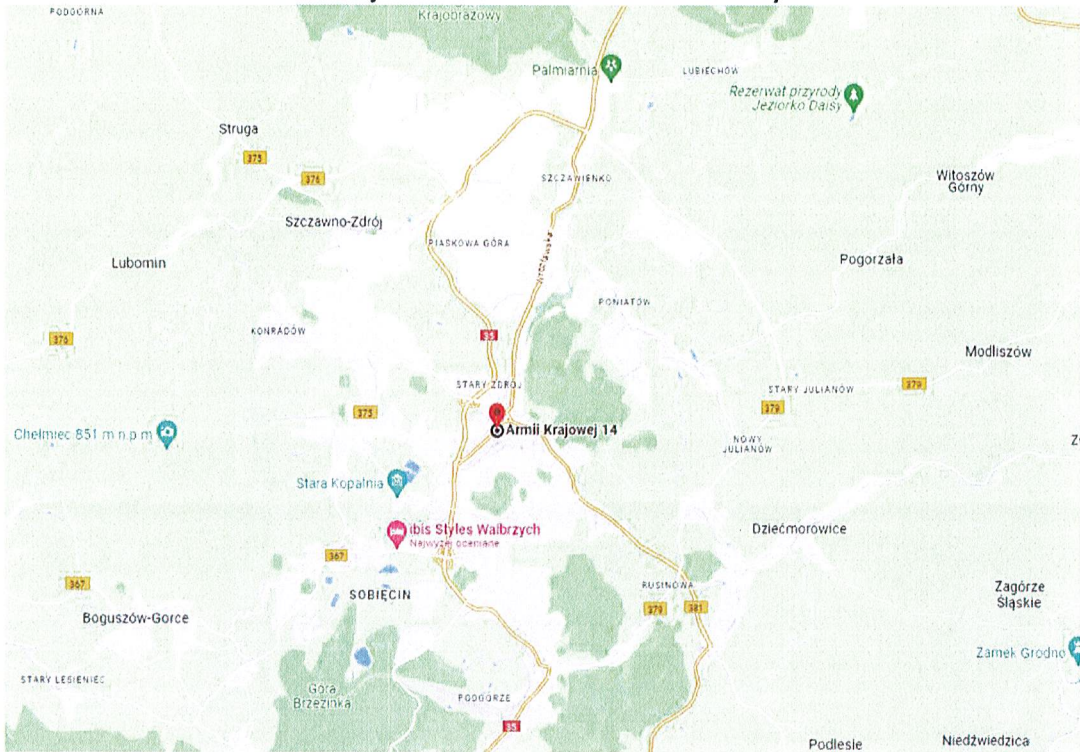 PODGÓRNA
Krajobrazowy
Palmiarnia
LUBIECHÓW
Rezerwat przyrody
Jeziorko Daisy
Struga
375
376
SZCZAWIENKO
Witoszów
Górny
Szczawno-Zdrój
PIASKOWA GÓRA
Wrocławska
Lubomin
Pogorzała
PONIATÓW
KONRADÓW
376
35
Modliszów
STARY ZDRÓJ
STARY JULIANÓW
379
375
379
Armii Krajowej 14
Chełmiec 851 m n.p.m
NOWY
JULIANÓW
Stara Kopalnia
ibis Styles Wałbrzych
Najwyżej oceniane
Dziećmorowice
367
367
SOBIĘCIN
RUSINOWA
379
381
Zagórze
Śląskie
Boguszów-Gorce
Zamek Grodno
STARY LESIENIEC
Góra
Brzezinka
PODGÓRZE
35
Podlesie
Niedźwiedzica